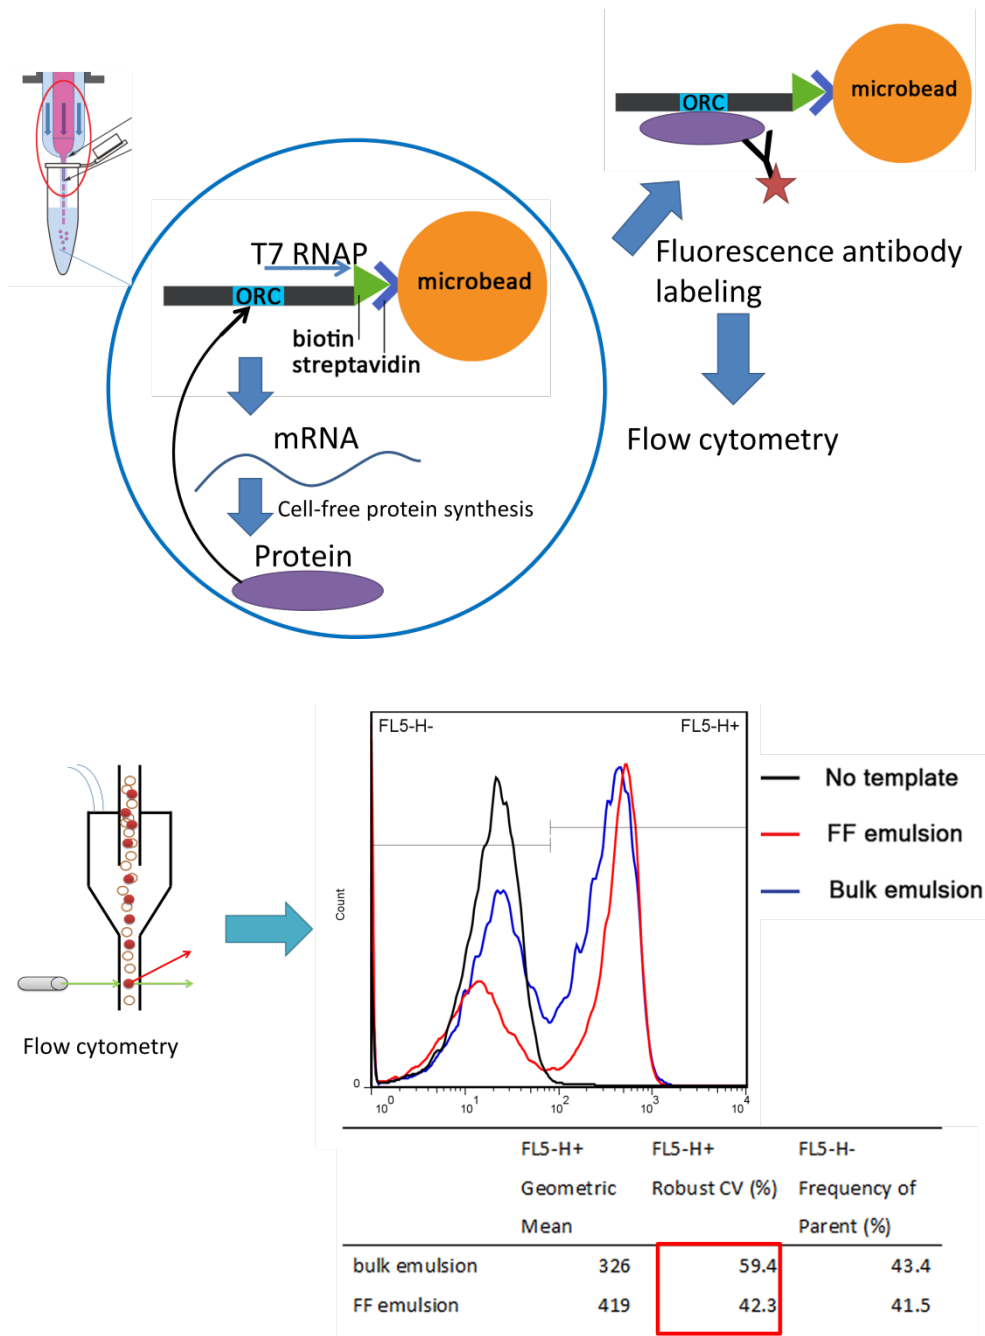 ORC
microbead
T7 RNAP
ORC
microbead
biotin
streptavidin
mRNA
Cell-free protein synthesis
Protein
Fluorescence antibody
labeling
Flow cytometry
Flow cytometry
FL5-H-
FL5-H+
Count
0
10^0
10^1
10^2
10^3
10^4
No template
FF emulsion
Bulk emulsion
FL5-H+ FL5-H+ FL5-H-
Geometric Robust CV (%) Frequency of
Mean Parent (%)
bulk emulsion 326 59.4 43.4
FF emulsion 419 42.3 41.5